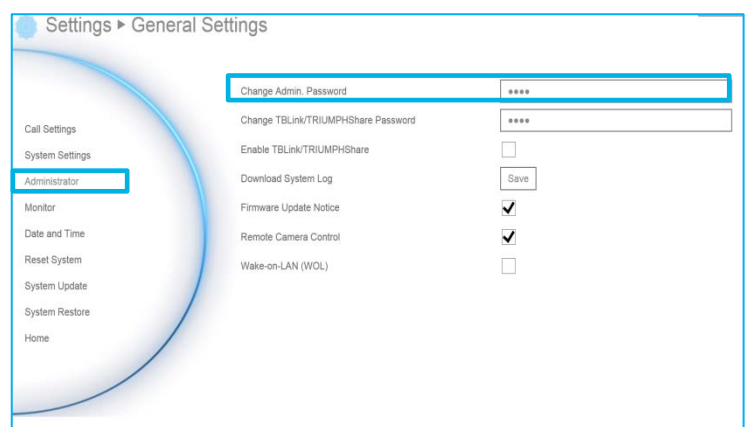 Settings ▸ General Settings
Call Settings
System Settings
Administrator
Monitor
Date and Time
Reset System
System Update
System Restore
Home
Change Admin. Password ●●●●
Change TBLink/TRIUMPHShare Password ●●●●
Enable TBLink/TRIUMPHShare
Download System Log Save
Firmware Update Notice
Remote Camera Control
Wake-on-LAN (WOL)